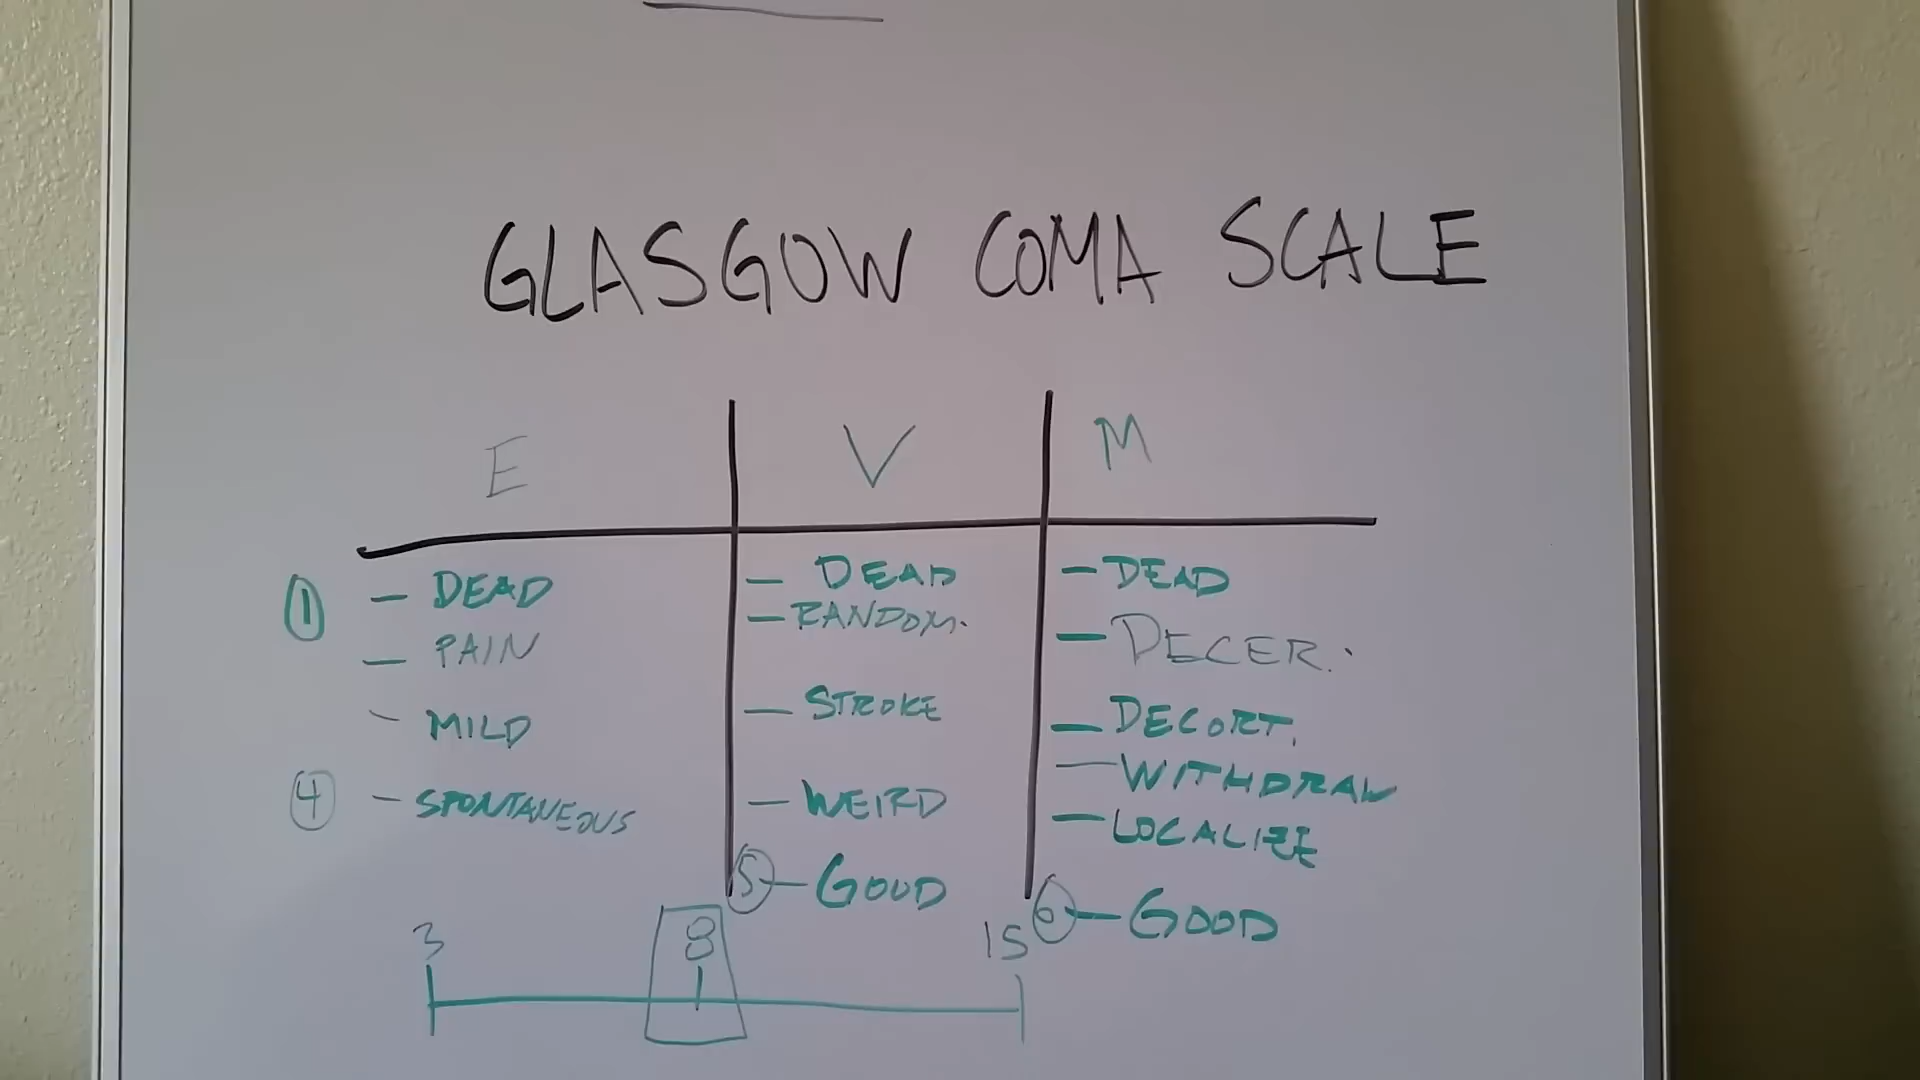 GLASGOW COMA SCALE
E V M
① — DEAD — DEAD — DEAD
— PAIN — RANDOM. — DECER.
— MILD — STROKE — DECORT.
— WITHDRAW
④ — SPONTANEOUS — WEIRD — LOCALIZE
⑤ — GOOD ⑥ — GOOD
3 8 15